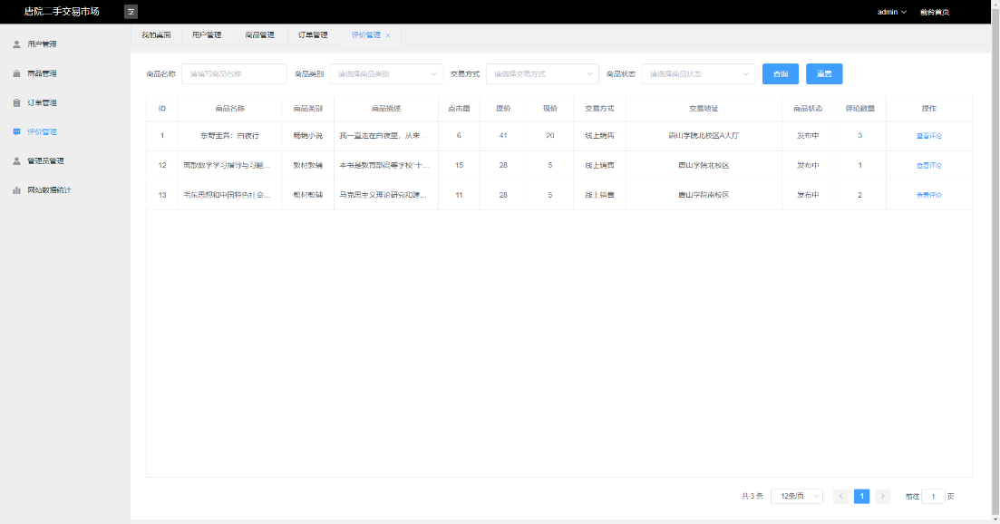 唐院二手交易市场
admin 前台首页
用户管理
商品管理
订单管理
评价管理
管理员管理
网站数据统计
我的桌面 用户管理 商品管理 订单管理 评价管理 ×
商品名称 请填写商品名称 商品类别 请选择商品类别 交易方式 请选择交易方式 商品状态 请选择商品状态 查询 重置
ID 商品名称 商品类别 商品描述 点击量 原价 现价 交易方式 交易地址 商品状态 评论数量 操作
1 东野圭吾：白夜行 畅销小说 我一直走在白夜里，从来... 6 41 20 线上销售 唐山学院北校区A大厅 发布中 3 查看评论
12 离散数学学习指导与习题... 教材教辅 本书是教育部高等学校“十... 15 28 5 线上销售 唐山学院北校区 发布中 1 查看评论
13 毛东思想和中国特色社会... 教材教辅 马克思主义理论研究和建... 11 28 5 线上销售 唐山学院南校区 发布中 2 查看评论
共 3 条 12条/页 1 前往 1 页